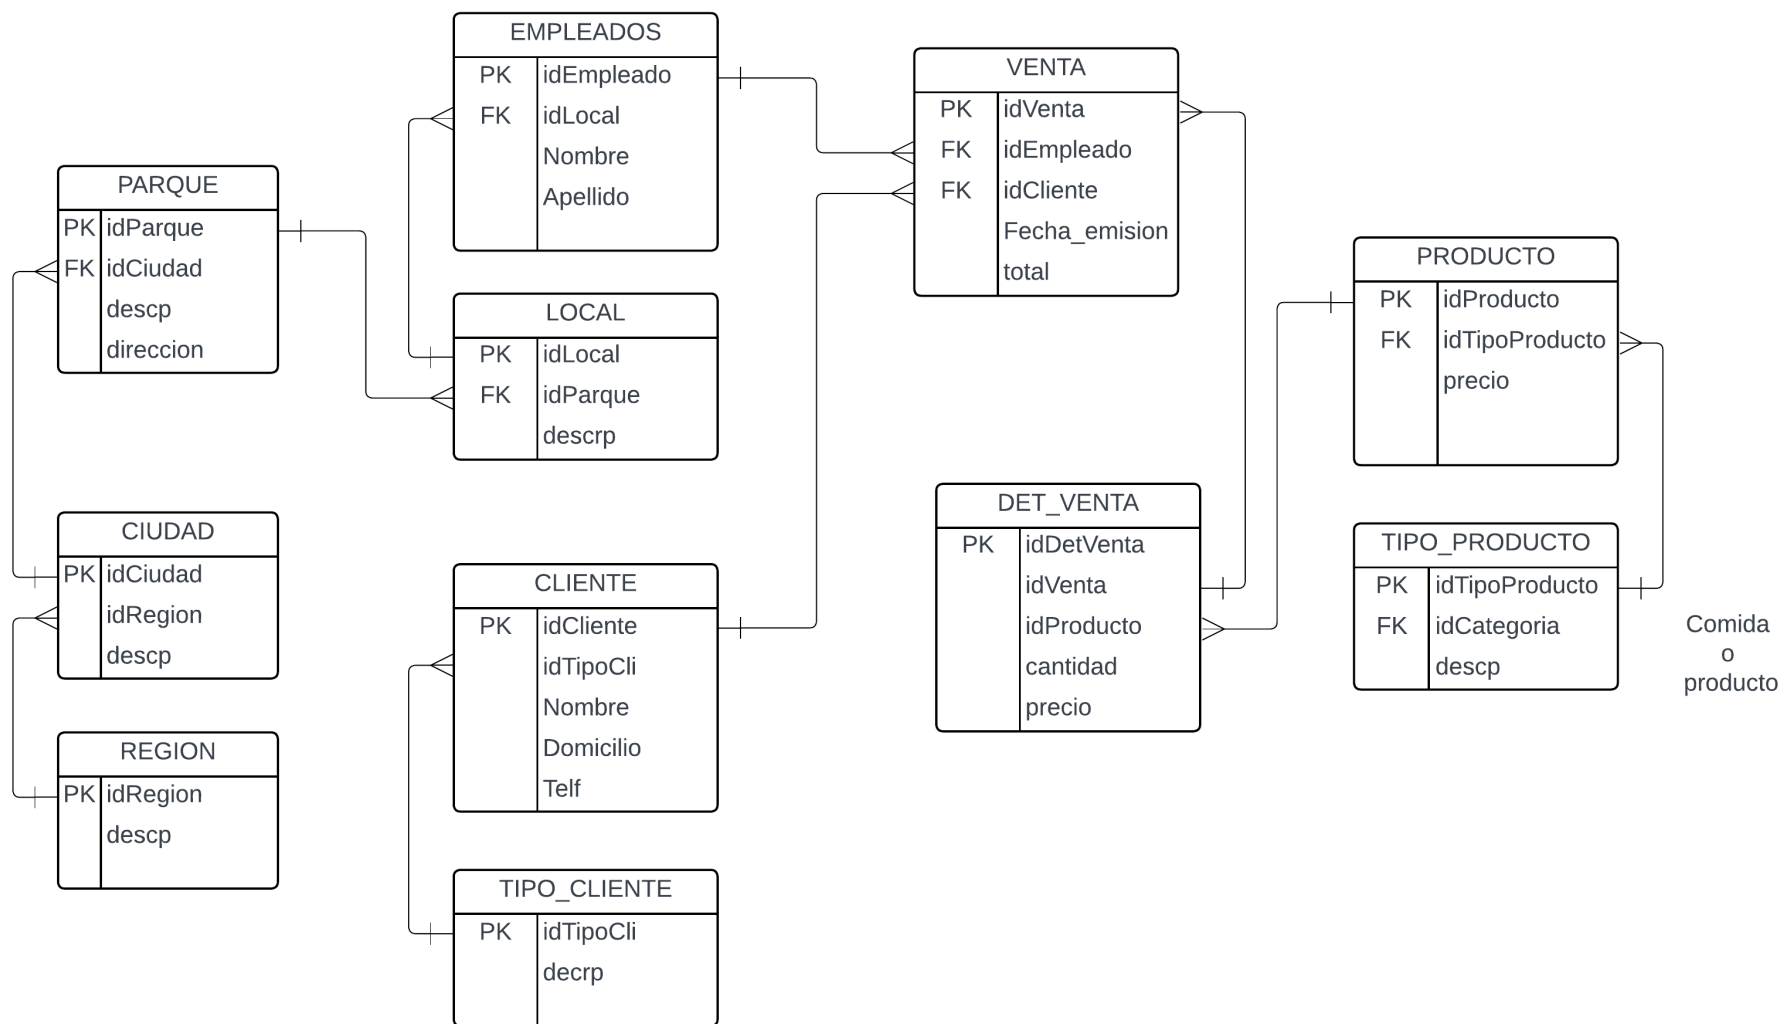 EMPLEADOS
PK idEmpleado
FK idLocal
Nombre
Apellido
VENTA
PK idVenta
FK idEmpleado
FK idCliente
Fecha_emision
total
PARQUE
PK idParque
FK idCiudad
descp
direccion
LOCAL
PK idLocal
FK idParque
descrp
PRODUCTO
PK idProducto
FK idTipoProducto
precio
CIUDAD
PK idCiudad
idRegion
descp
CLIENTE
PK idCliente
idTipoCli
Nombre
Domicilio
Telf
DET_VENTA
PK idDetVenta
idVenta
idProducto
cantidad
precio
TIPO_PRODUCTO
PK idTipoProducto
FK idCategoria
descp
Comida
o
producto
REGION
PK idRegion
descp
TIPO_CLIENTE
PK idTipoCli
decrp